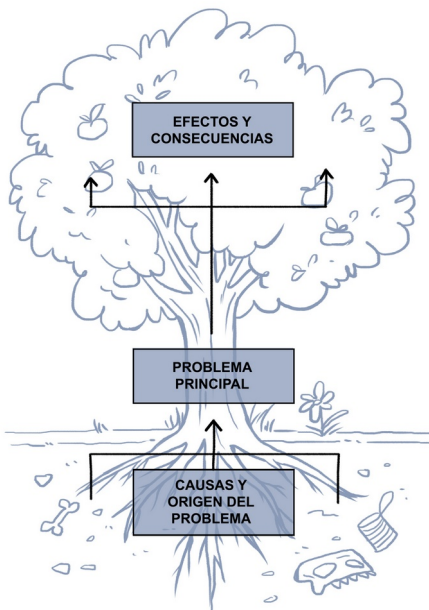 EFECTOS Y
CONSECUENCIAS
PROBLEMA
PRINCIPAL
CAUSAS Y
ORIGEN DEL
PROBLEMA